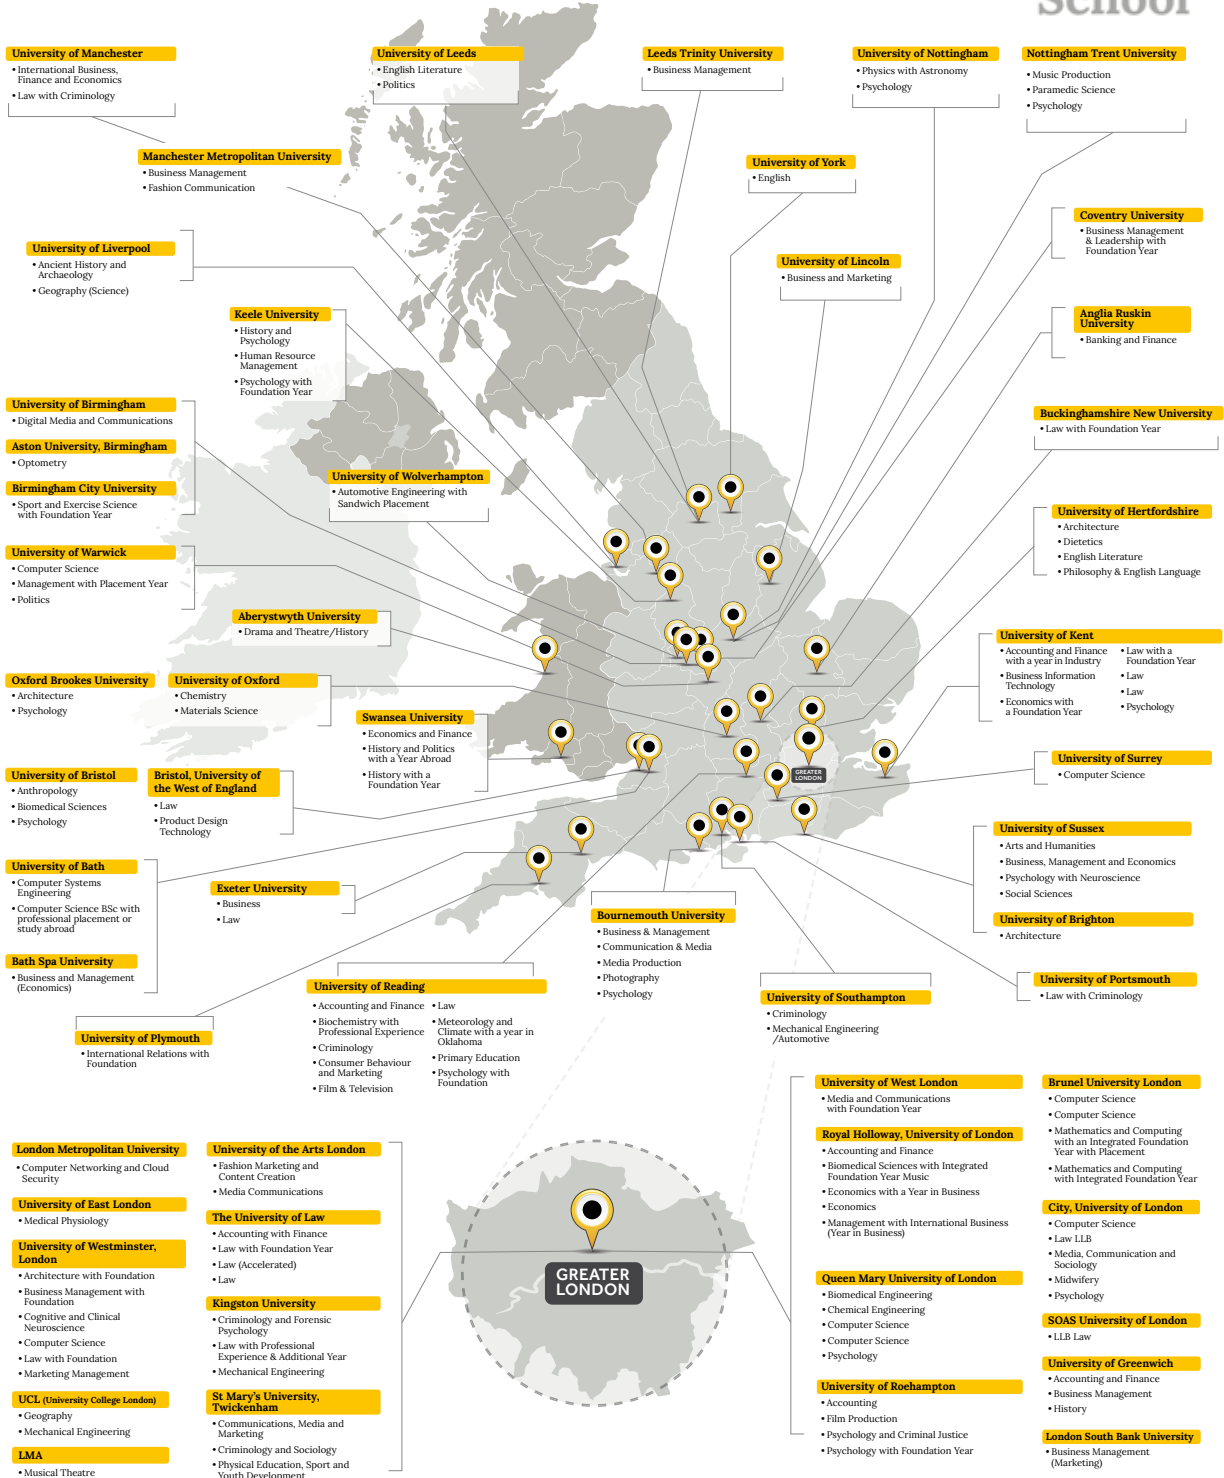 School
University of Manchester
• International Business,
Finance and Economics
• Law with Criminology
University of Leeds
• English Literature
• Politics
Leeds Trinity University
• Business Management
University of Nottingham
• Physics with Astronomy
• Psychology
Nottingham Trent University
• Music Production
• Paramedic Science
• Psychology
Manchester Metropolitan University
• Business Management
• Fashion Communication
University of York
• English
University of Liverpool
• Ancient History and
Archaeology
• Geography (Science)
University of Lincoln
• Business and Marketing
Coventry University
• Business Management
& Leadership with
Foundation Year
Keele University
• History and
Psychology
• Human Resource
Management
• Psychology with
Foundation Year
Anglia Ruskin
University
• Banking and Finance
University of Birmingham
• Digital Media and Communications
Aston University, Birmingham
• Optometry
Birmingham City University
• Sport and Exercise Science
with Foundation Year
Buckinghamshire New University
• Law with Foundation Year
University of Wolverhampton
• Automotive Engineering with
Sandwich Placement
University of Hertfordshire
• Architecture
• Dietetics
• English Literature
• Philosophy & English Language
University of Warwick
• Computer Science
• Management with Placement Year
• Politics
Aberystwyth University
• Drama and Theatre/History
University of Kent
• Accounting and Finance
with a year in Industry
• Business Information
Technology
• Economics with
a Foundation Year
• Law with a
Foundation Year
• Law
• Law
• Psychology
Oxford Brookes University
• Architecture
• Psychology
University of Oxford
• Chemistry
• Materials Science
Swansea University
• Economics and Finance
• History and Politics
with a Year Abroad
• History with a
Foundation Year
University of Surrey
• Computer Science
GREATER
LONDON
University of Bristol
• Anthropology
• Biomedical Sciences
• Psychology
Bristol, University of
the West of England
• Law
• Product Design
Technology
University of Sussex
• Arts and Humanities
• Business, Management and Economics
• Psychology with Neuroscience
• Social Sciences
University of Brighton
• Architecture
University of Bath
• Computer Systems
Engineering
• Computer Science BSc with
professional placement or
study abroad
Bath Spa University
• Business and Management
(Economics)
Exeter University
• Business
• Law
Bournemouth University
• Business & Management
• Communication & Media
• Media Production
• Photography
• Psychology
University of Portsmouth
• Law with Criminology
University of Southampton
• Criminology
• Mechanical Engineering
/Automotive
University of Reading
• Accounting and Finance
• Biochemistry with
Professional Experience
• Criminology
• Consumer Behaviour
and Marketing
• Film & Television
• Law
• Meteorology and
Climate with a year in
Oklahoma
• Primary Education
• Psychology with
Foundation
University of Plymouth
• International Relations with
Foundation
London Metropolitan University
• Computer Networking and Cloud
Security
University of East London
• Medical Physiology
University of Westminster,
London
• Architecture with Foundation
• Business Management with
Foundation
• Cognitive and Clinical
Neuroscience
• Computer Science
• Law with Foundation
• Marketing Management
UCL (University College London)
• Geography
• Mechanical Engineering
LMA
• Musical Theatre
University of the Arts London
• Fashion Marketing and
Content Creation
• Media Communications
The University of Law
• Accounting with Finance
• Law with Foundation Year
• Law (Accelerated)
• Law
Kingston University
• Criminology and Forensic
Psychology
• Law with Professional
Experience & Additional Year
• Mechanical Engineering
St Mary's University,
Twickenham
• Communications, Media and
Marketing
• Criminology and Sociology
• Physical Education, Sport and
Youth Development
GREATER
LONDON
University of West London
• Media and Communications
with Foundation Year
Royal Holloway, University of London
• Accounting and Finance
• Biomedical Sciences with Integrated
Foundation Year Music
• Economics with a Year in Business
• Economics
• Management with International Business
(Year in Business)
Queen Mary University of London
• Biomedical Engineering
• Chemical Engineering
• Computer Science
• Computer Science
• Psychology
University of Roehampton
• Accounting
• Film Production
• Psychology and Criminal Justice
• Psychology with Foundation Year
Brunel University London
• Computer Science
• Computer Science
• Mathematics and Computing
with an Integrated Foundation
Year with Placement
• Mathematics and Computing
with Integrated Foundation Year
City, University of London
• Computer Science
• Law LLB
• Media, Communication and
Sociology
• Midwifery
• Psychology
SOAS University of London
• LLB Law
University of Greenwich
• Accounting and Finance
• Business Management
• History
London South Bank University
• Business Management
(Marketing)